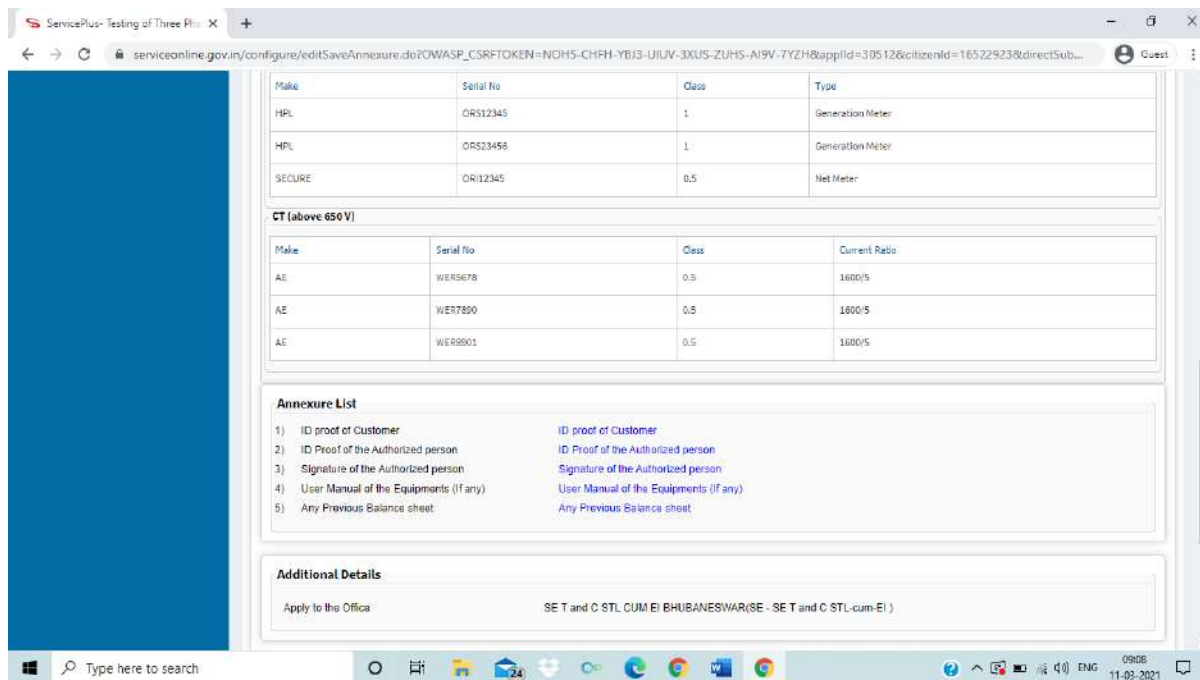 ServicePlus- Testing of Three Pha
serviceonline.gov.in/configure/editSaveAnnexure.do?OWASP_CSRFTOKEN=NOH5-CHFH-YBJ3-UIUV-3XUS-ZUHS-AI9V-7YZH&applId=30512&citizenId=16522923&directSub...
Guest
Make Serial No Class Type
HPL ORS12345 1 Generation Meter
HPL ORS23456 1 Generation Meter
SECURE ORI12345 0.5 Net Meter
CT (above 650 V)
Make Serial No Class Current Ratio
AE WER5678 0.5 1600/5
AE WER7890 0.5 1600/5
AE 0.5 1600/5
Annexure List
1) ID proof of Customer ID proof of Customer
2) ID Proof of the Authorized person ID Proof of the Authorized person
3) Signature of the Authorized person Signature of the Authorized person
4) User Manual of the Equipments (If any) User Manual of the Equipments (If any)
5) Any Previous Balance sheet Any Previous Balance sheet
Additional Details
Apply to the Office SE T and C STL CUM EI BHUBANESWAR(SE - SE T and C STL-cum-EI )
Type here to search
24
ENG
09:08
11-03-2021